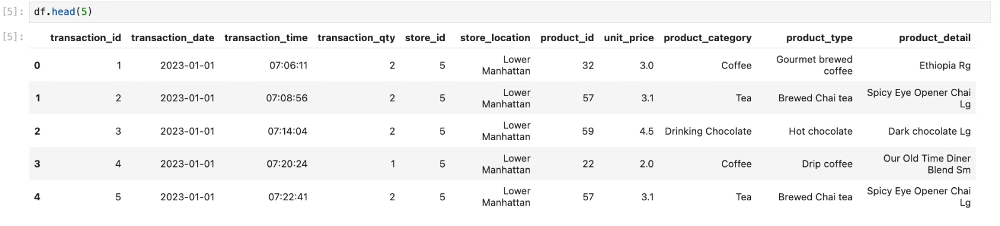 [5]: df.head(5)
[5]: transaction_id transaction_date transaction_time transaction_qty store_id store_location product_id unit_price product_category product_type product_detail
0 1 2023-01-01 07:06:11 2 5 Lower Manhattan 32 3.0 Coffee Gourmet brewed coffee Ethiopia Rg
1 2 2023-01-01 07:08:56 2 5 Lower Manhattan 57 3.1 Tea Brewed Chai tea Spicy Eye Opener Chai Lg
2 3 2023-01-01 07:14:04 2 5 Lower Manhattan 59 4.5 Drinking Chocolate Hot chocolate Dark chocolate Lg
3 4 2023-01-01 07:20:24 1 5 Lower Manhattan 22 2.0 Coffee Drip coffee Our Old Time Diner Blend Sm
4 5 2023-01-01 07:22:41 2 5 Lower Manhattan 57 3.1 Tea Brewed Chai tea Spicy Eye Opener Chai Lg